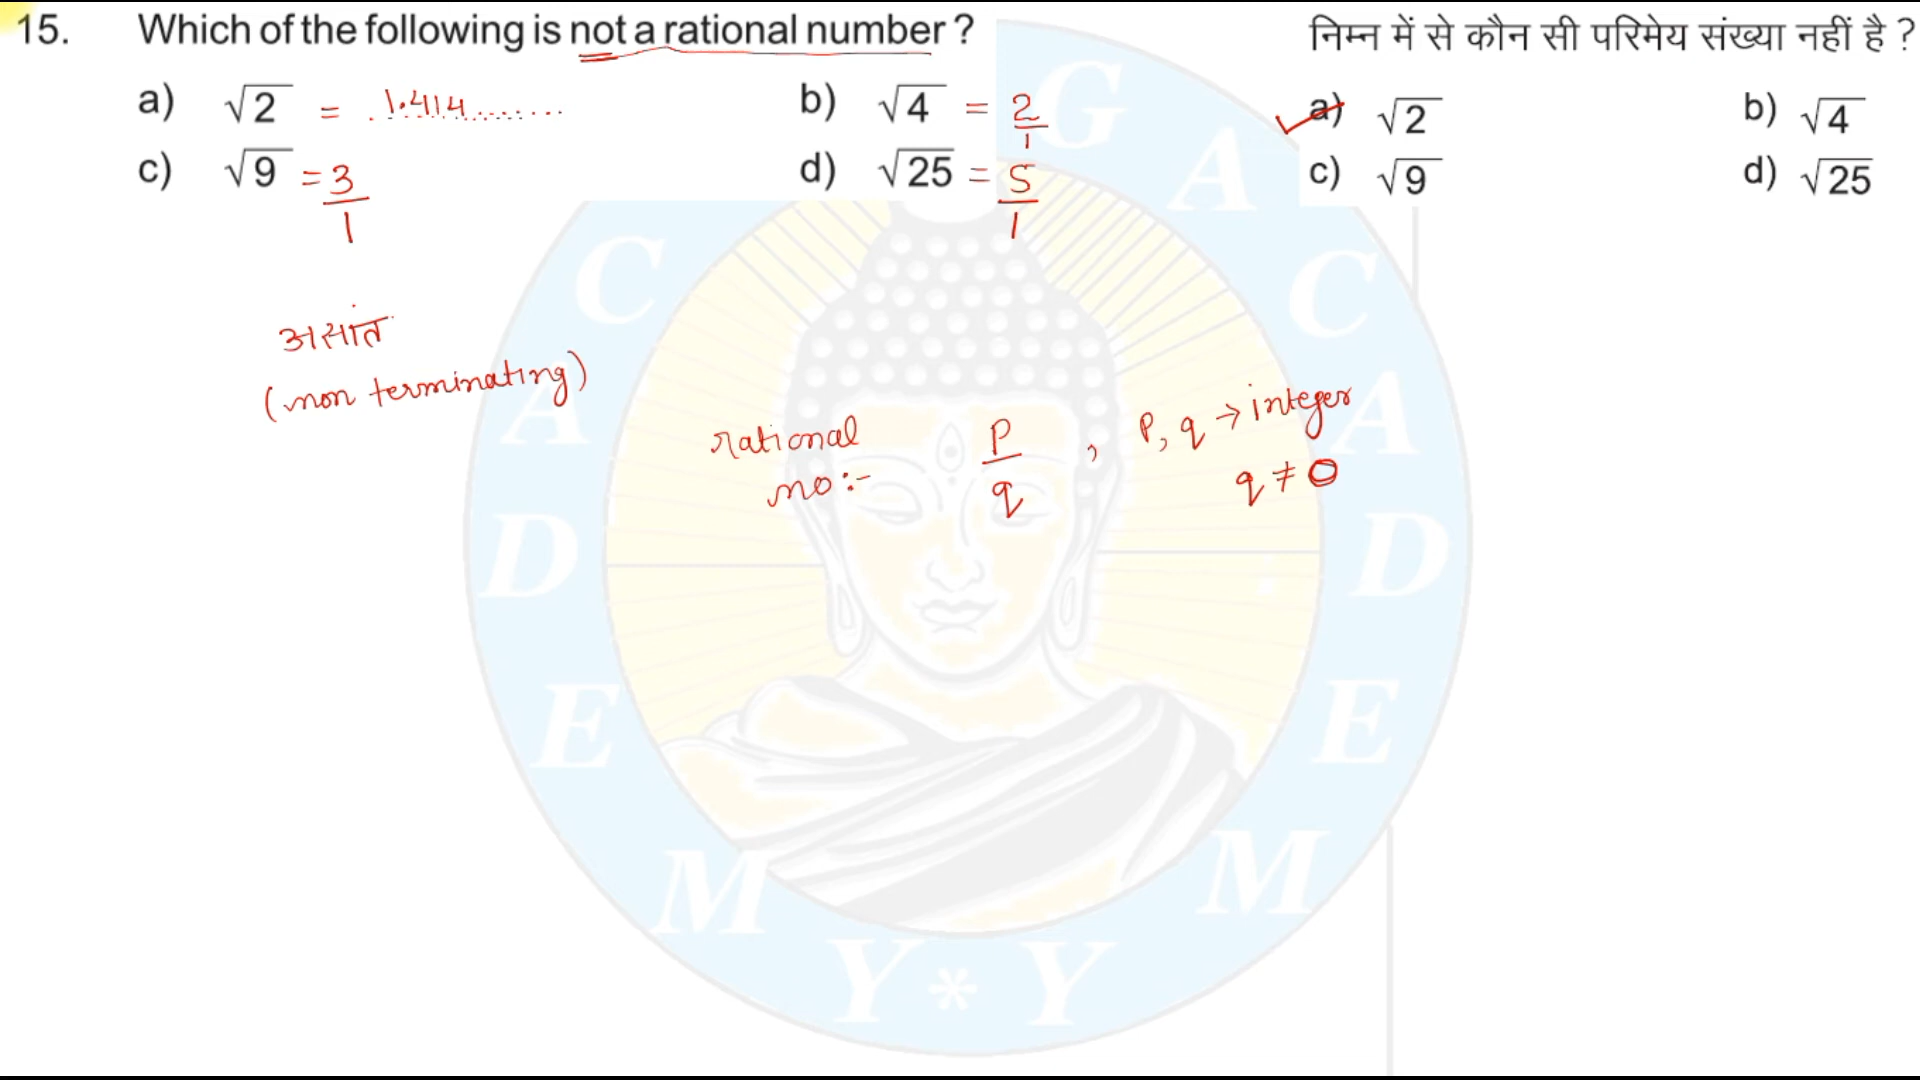 15. Which of the following is not a rational number ?
a) √2 = 1.414........
b) √4 = 2/1
c) √9 = 3/1
d) √25 = 5/1
निम्न में से कौन सी परिमेय संख्या नहीं है ?
a) √2
b) √4
c) √9
d) √25
असांत
(non terminating)
rational no:- p/q , p, q → integer
q ≠ 0
G ACADEMY * ACADEMY